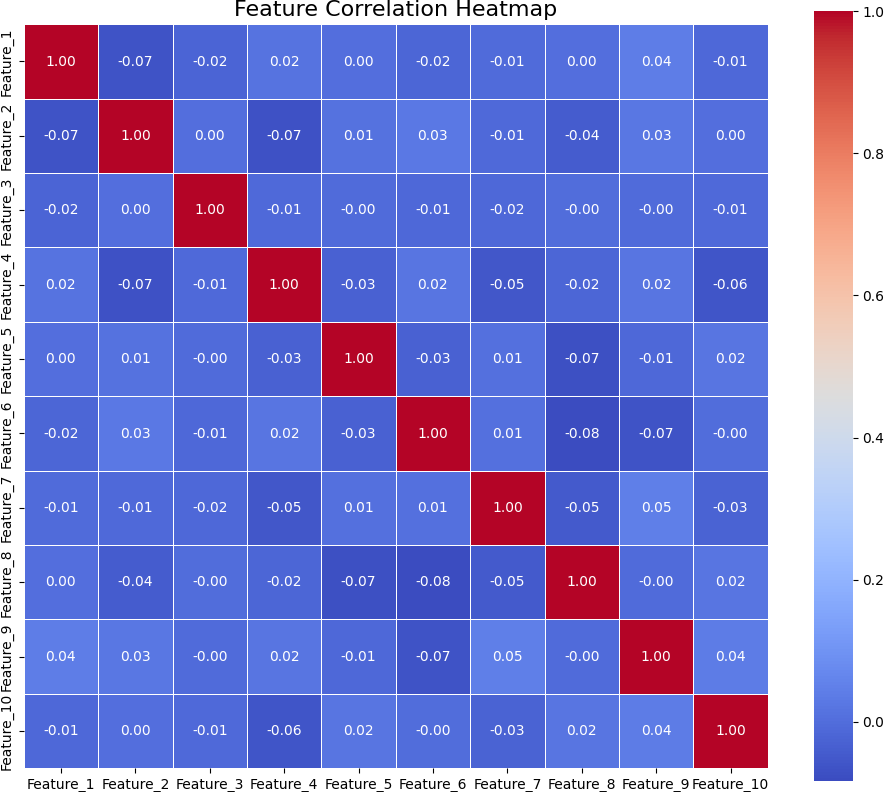 Feature Correlation Heatmap
Feature_1 1.00 -0.07 -0.02 0.02 0.00 -0.02 -0.01 0.00 0.04 -0.01
Feature_2 -0.07 1.00 0.00 -0.07 0.01 0.03 -0.01 -0.04 0.03 0.00
Feature_3 -0.02 0.00 1.00 -0.01 -0.00 -0.01 -0.02 -0.00 -0.00 -0.01
Feature_4 0.02 -0.07 -0.01 1.00 -0.03 0.02 -0.05 -0.02 0.02 -0.06
Feature_5 0.00 0.01 -0.00 -0.03 1.00 -0.03 0.01 -0.07 -0.01 0.02
Feature_6 -0.02 0.03 -0.01 0.02 -0.03 1.00 0.01 -0.08 -0.07 -0.00
Feature_7 -0.01 -0.01 -0.02 -0.05 0.01 0.01 1.00 -0.05 0.05 -0.03
Feature_8 0.00 -0.04 -0.00 -0.02 -0.07 -0.08 -0.05 1.00 -0.00 0.02
Feature_9 0.04 0.03 -0.00 0.02 -0.01 -0.07 0.05 -0.00 1.00 0.04
Feature_10 -0.01 0.00 -0.01 -0.06 0.02 -0.00 -0.03 0.02 0.04 1.00
Feature_1 Feature_2 Feature_3 Feature_4 Feature_5 Feature_6 Feature_7 Feature_8 Feature_9 Feature_10
1.0
0.8
0.6
0.4
0.2
0.0